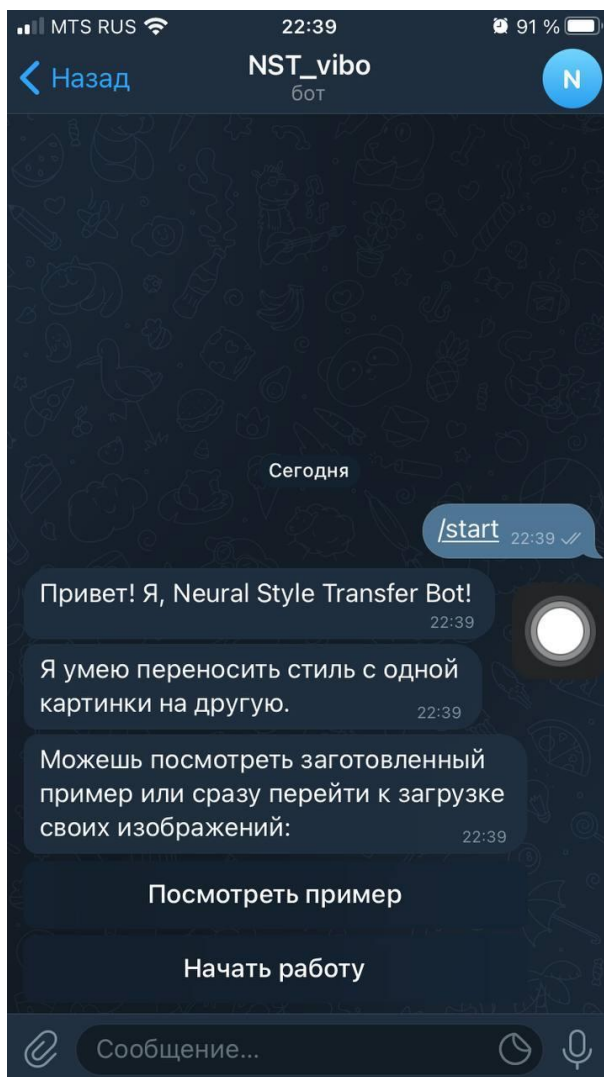 MTS RUS 22:39 91 %
Назад NST_vibo N
бот
Сегодня
/start 22:39
Привет! Я, Neural Style Transfer Bot!
22:39
Я умею переносить стиль с одной
картинки на другую. 22:39
Можешь посмотреть заготовленный
пример или сразу перейти к загрузке
своих изображений: 22:39
Посмотреть пример
Начать работу
Сообщение...